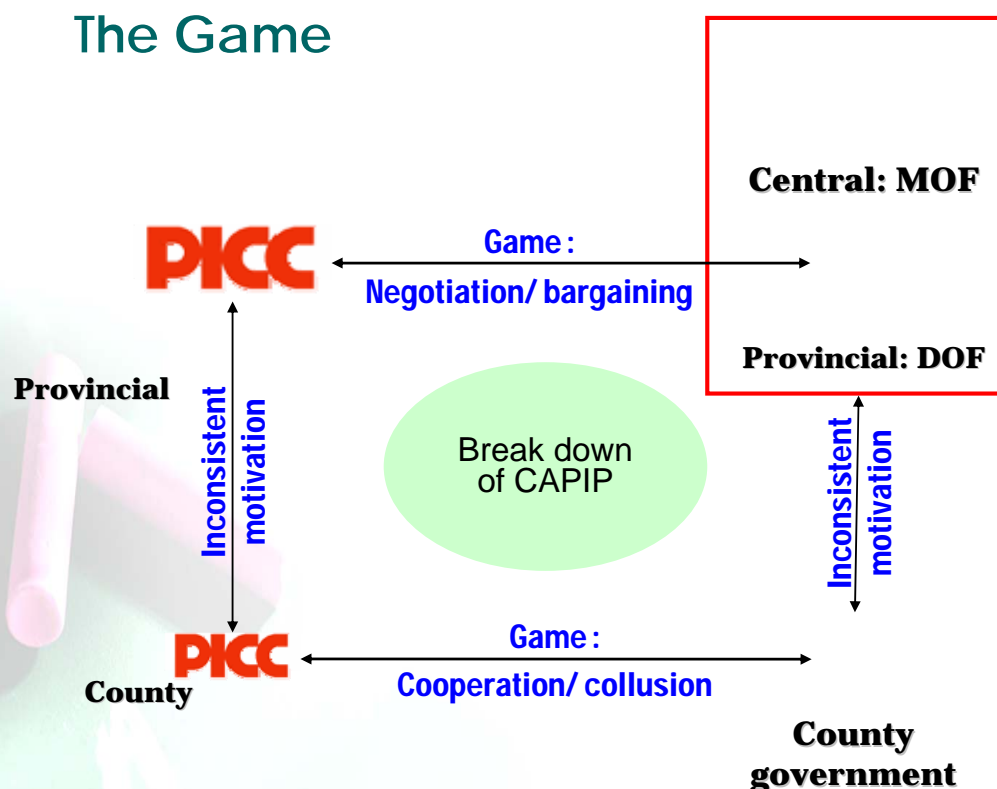 The Game
Central: MOF
PICC
Game :
Negotiation/ bargaining
Provincial: DOF
Provincial
Inconsistent
motivation
Break down
of CAPIP
Inconsistent
motivation
PICC
County
Game :
Cooperation/ collusion
County
government